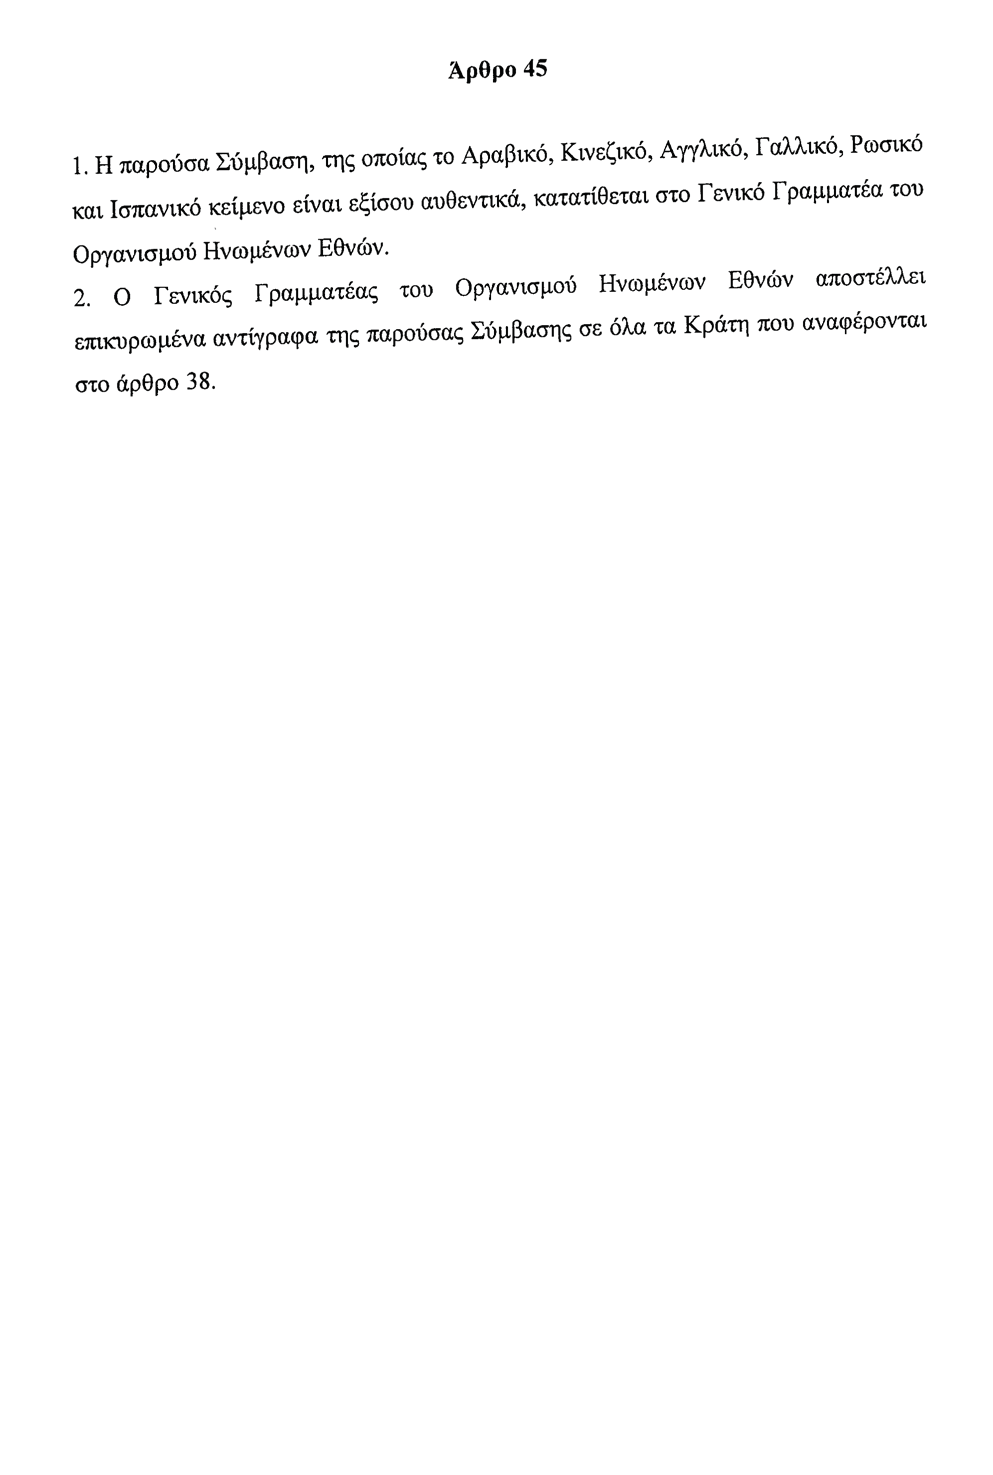 Άρθρο 45
1. Η παρούσα Σύμβαση, της οποίας το Αραβικό, Κινεζικό, Αγγλικό, Γαλλικό, Ρωσικό
και Ισπανικό κείμενο είναι εξίσου αυθεντικά, κατατίθεται στο Γενικό Γραμματέα του
Οργανισμού Ηνωμένων Εθνών.
2. Ο Γενικός Γραμματέας του Οργανισμού Ηνωμένων Εθνών αποστέλλει
επικυρωμένα αντίγραφα της παρούσας Σύμβασης σε όλα τα Κράτη που αναφέρονται
στο άρθρο 38.